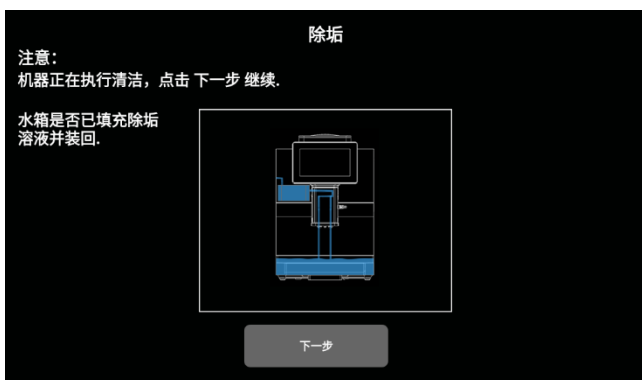 除垢
注意：
机器正在执行清洁，点击 下一步 继续.
水箱是否已填充除垢
溶液并装回.
下一步